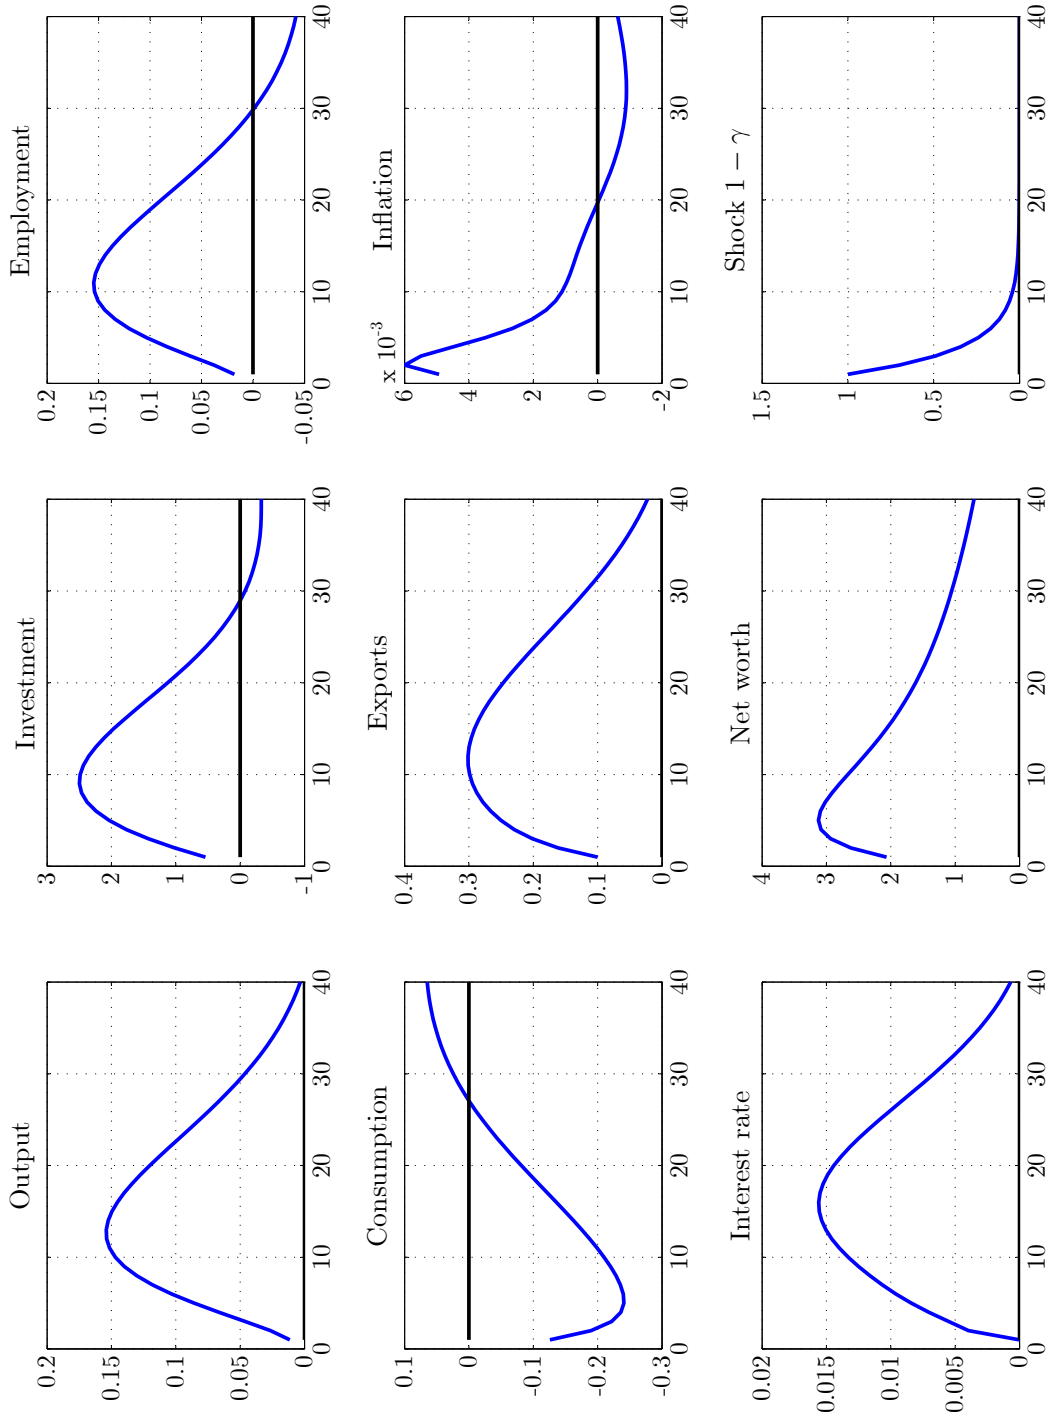 Output Investment Employment
0.2 3 0.2
0.15 2 0.15
0.1 1 0.1
0.05 0 0.05
0 -1 0
-0.05
0 10 20 30 40 0 10 20 30 40 0 10 20 30 40
Consumption Exports Inflation
x 10⁻³
0.1 0.4 6
0 0.3 4
-0.1 0.2 2
-0.2 0.1 0
-0.3 0 -2
0 10 20 30 40 0 10 20 30 40 0 10 20 30 40
Interest rate Net worth Shock 1 − γ
0.02 4 1.5
0.015 3 1
0.01 2 0.5
0.005 1 0
0 0
0 10 20 30 40 0 10 20 30 40 0 10 20 30 40